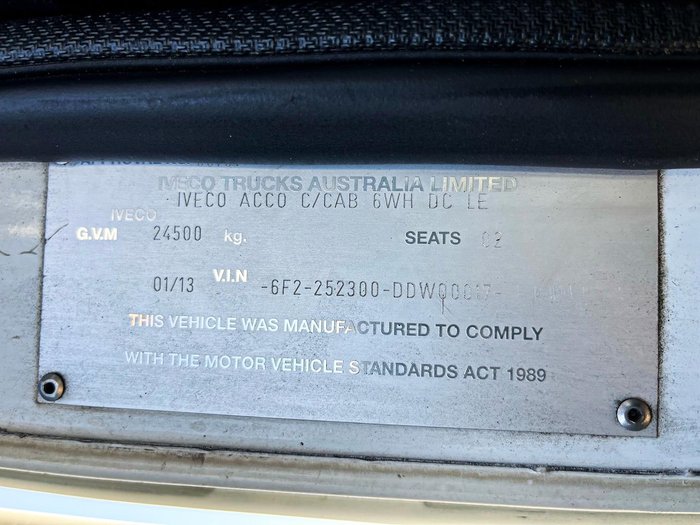 IVECO TRUCKS AUSTRALIA LIMITED
IVECO ACCO C/CAB 6WH DC LE
IVECO
G.V.M 24500 kg. SEATS 02
01/13 V.I.N -6F2-252300-DDW00017-
THIS VEHICLE WAS MANUFACTURED TO COMPLY
WITH THE MOTOR VEHICLE STANDARDS ACT 1989